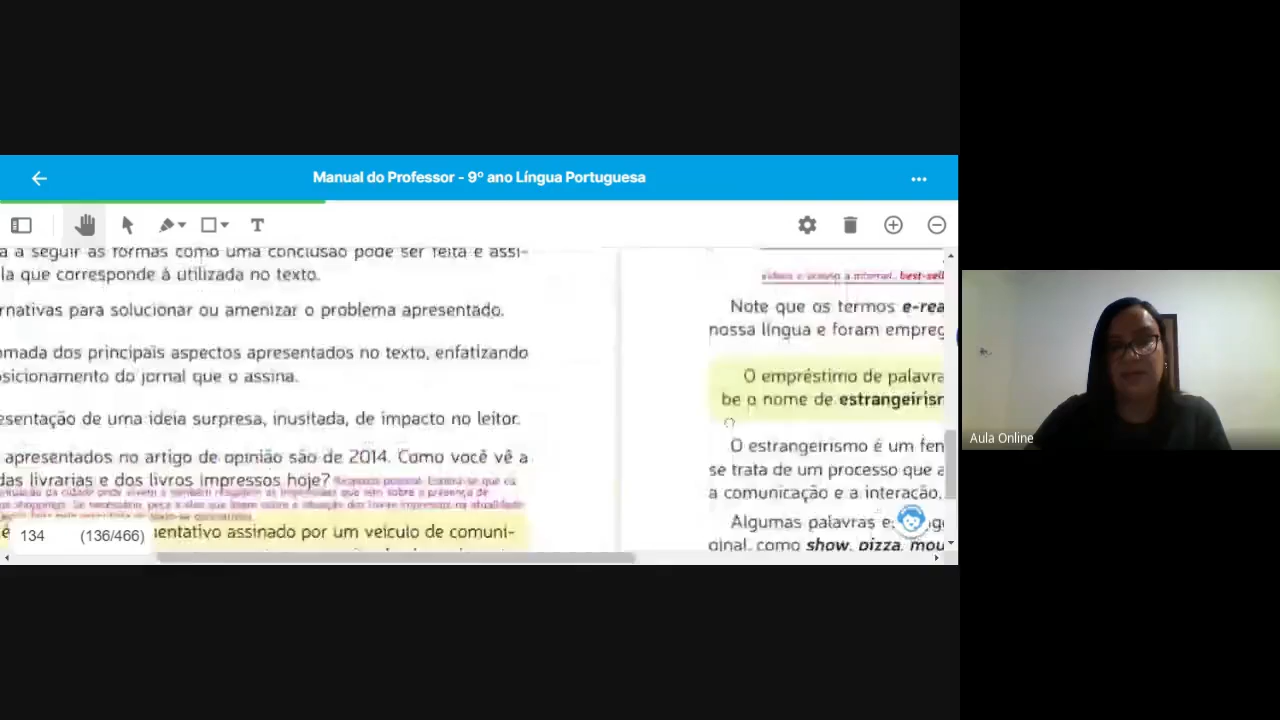 Manual do Professor - 9º ano Língua Portuguesa
T
a a seguir as formas como uma conclusão pode ser feita e assi-
la que corresponde à utilizada no texto.
rnativas para solucionar ou amenizar o problema apresentado.
omada dos principais aspectos apresentados no texto, enfatizando
osicionamento do jornal que o assina.
esentação de uma ideia surpresa, inusitada, de impacto no leitor.
apresentados no artigo de opinião são de 2014. Como você vê a
das livrarias e dos livros impressos hoje?
entativo assinado por um veículo de comuni-
134 (136/466)
best-sell
Note que os termos e-rea
nossa língua e foram empreg
O empréstimo de palavra
be o nome de estrangeirism
O estrangeirismo é um fen
se trata de um processo que a
a comunicação e a interação,
Algumas palavras e
ginal, como show, pizza, mou
Aula Online